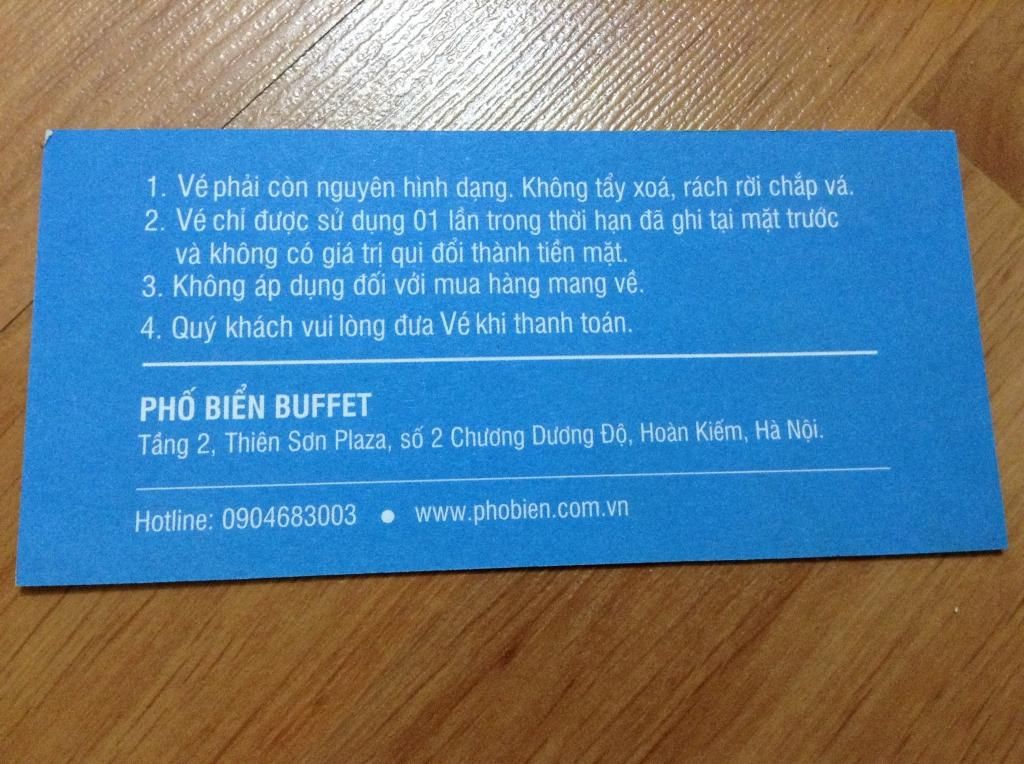 1. Vé phải còn nguyên hình dạng. Không tẩy xoá, rách rời chắp vá.
2. Vé chỉ được sử dụng 01 lần trong thời hạn đã ghi tại mặt trước
và không có giá trị qui đổi thành tiền mặt.
3. Không áp dụng đối với mua hàng mang về.
4. Quý khách vui lòng đưa Vé khi thanh toán.
PHỐ BIỂN BUFFET
Tầng 2, Thiên Sơn Plaza, số 2 Chương Dương Độ, Hoàn Kiếm, Hà Nội.
Hotline: 0904683003 • www.phobien.com.vn